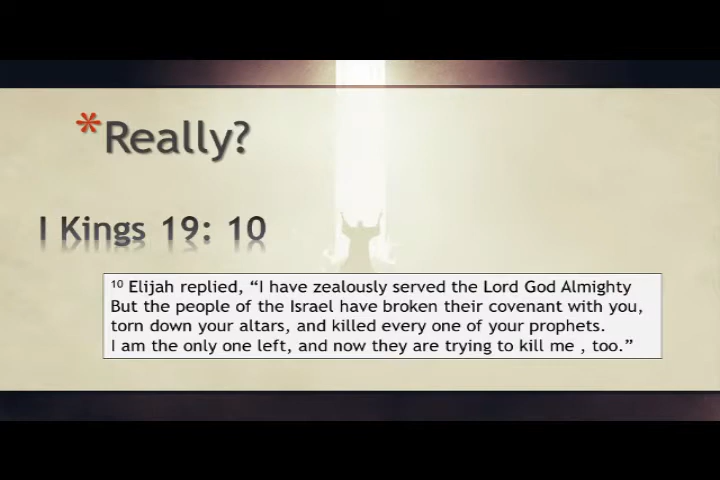 *Really?
I Kings 19: 10
10 Elijah replied, “I have zealously served the Lord God Almighty
But the people of the Israel have broken their covenant with you,
torn down your altars, and killed every one of your prophets.
I am the only one left, and now they are trying to kill me , too.”